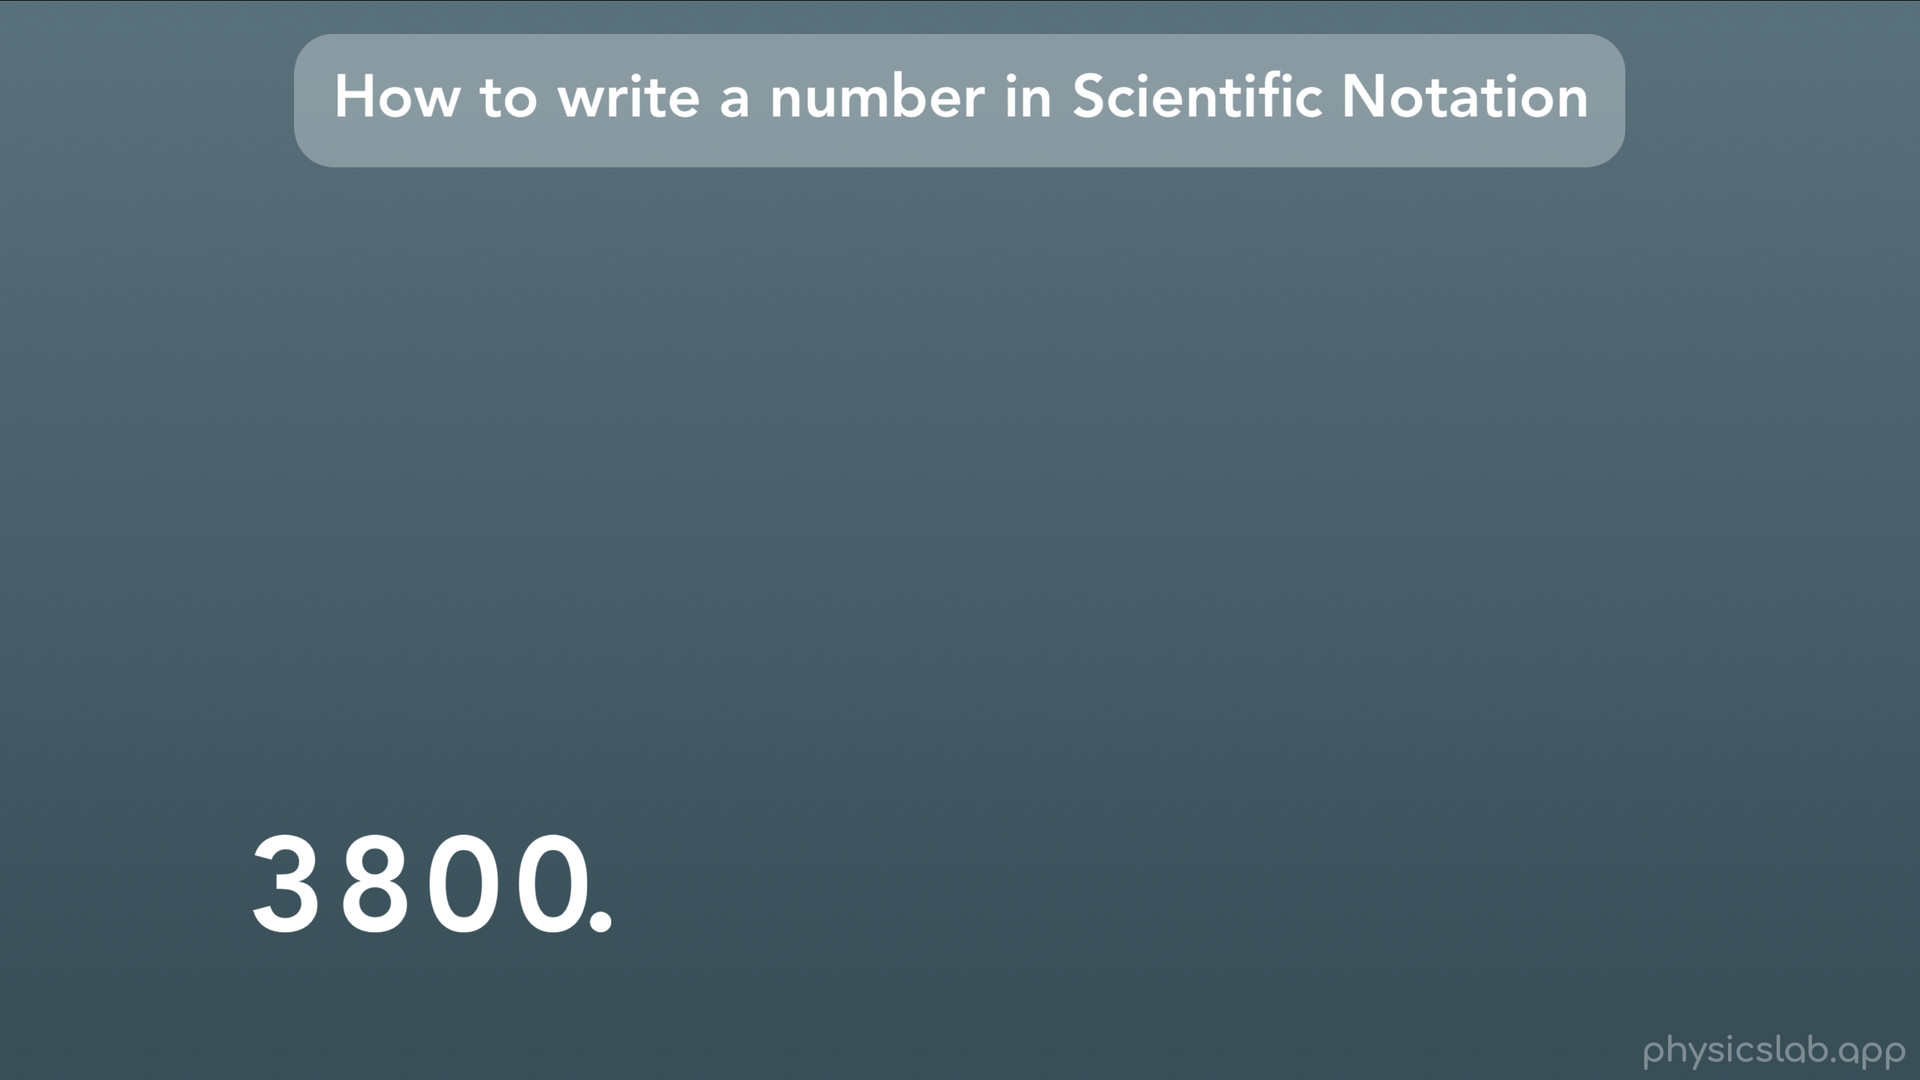 How to write a number in Scientific Notation
3800.
physicslab.app